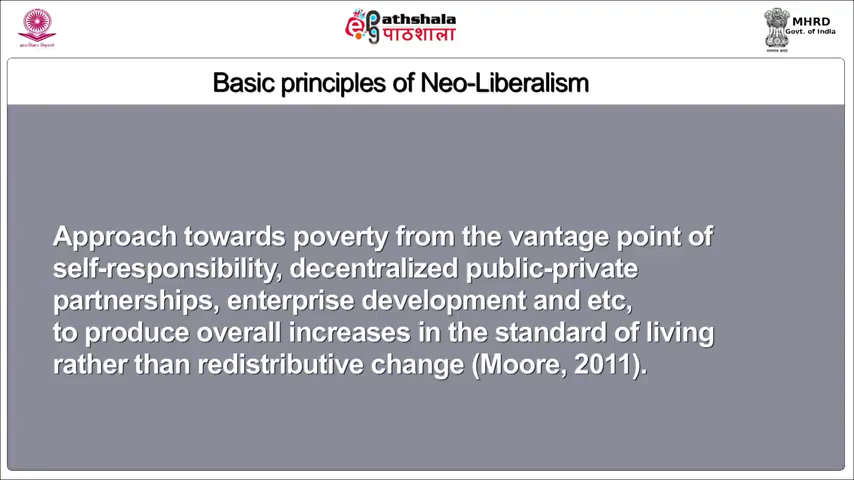 Pathshala
पाठशाला
MHRD
Govt. of India
Basic principles of Neo-Liberalism
Approach towards poverty from the vantage point of
self-responsibility, decentralized public-private
partnerships, enterprise development and etc,
to produce overall increases in the standard of living
rather than redistributive change (Moore, 2011).